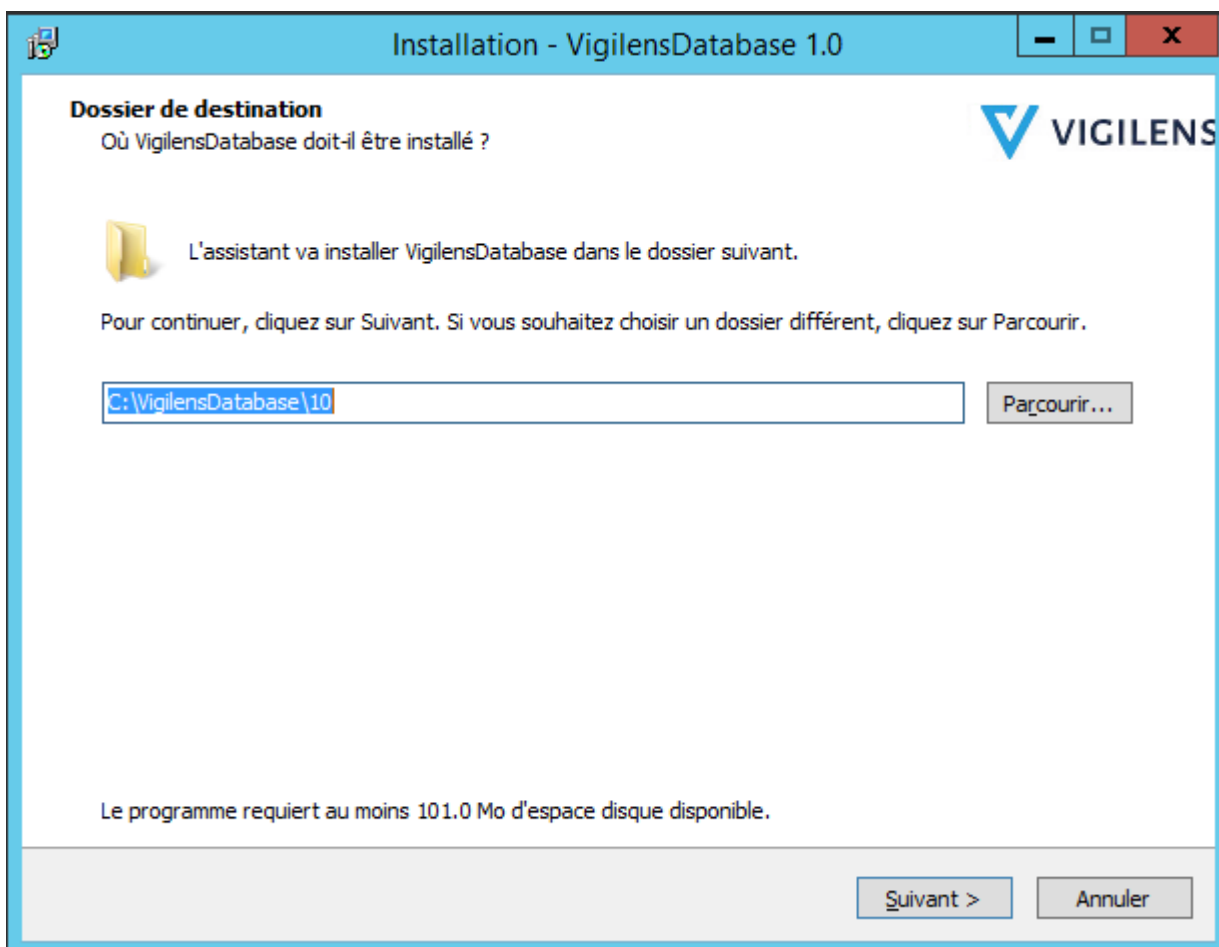 Installation - VigilensDatabase 1.0
Dossier de destination
Où VigilensDatabase doit-il être installé ?
VIGILENS
L'assistant va installer VigilensDatabase dans le dossier suivant.
Pour continuer, cliquez sur Suivant. Si vous souhaitez choisir un dossier différent, cliquez sur Parcourir.
C:\VigilensDatabase\10
Parcourir...
Le programme requiert au moins 101.0 Mo d'espace disque disponible.
Suivant >
Annuler